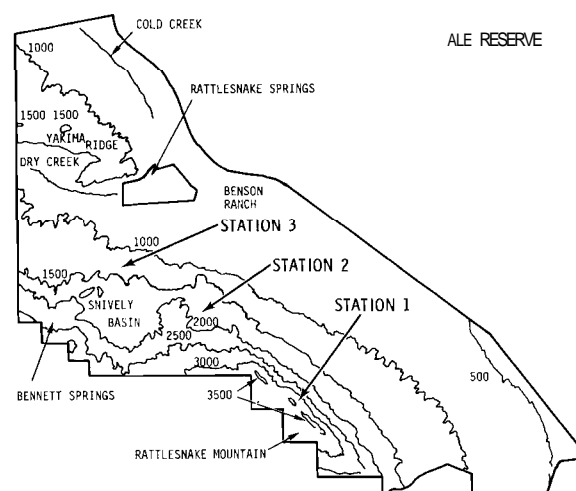 COLD CREEK
ALE RESERVE
1000
RATTLESNAKE SPRINGS
1500 1500
YAKIMA
RIDGE
DRY CREEK
BENSON
RANCH
STATION 3
1000
STATION 2
1500
SNIVELY
BASIN
STATION 1
2000
2500
3000
500
BENNETT SPRINGS
3500
RATTLESNAKE MOUNTAIN